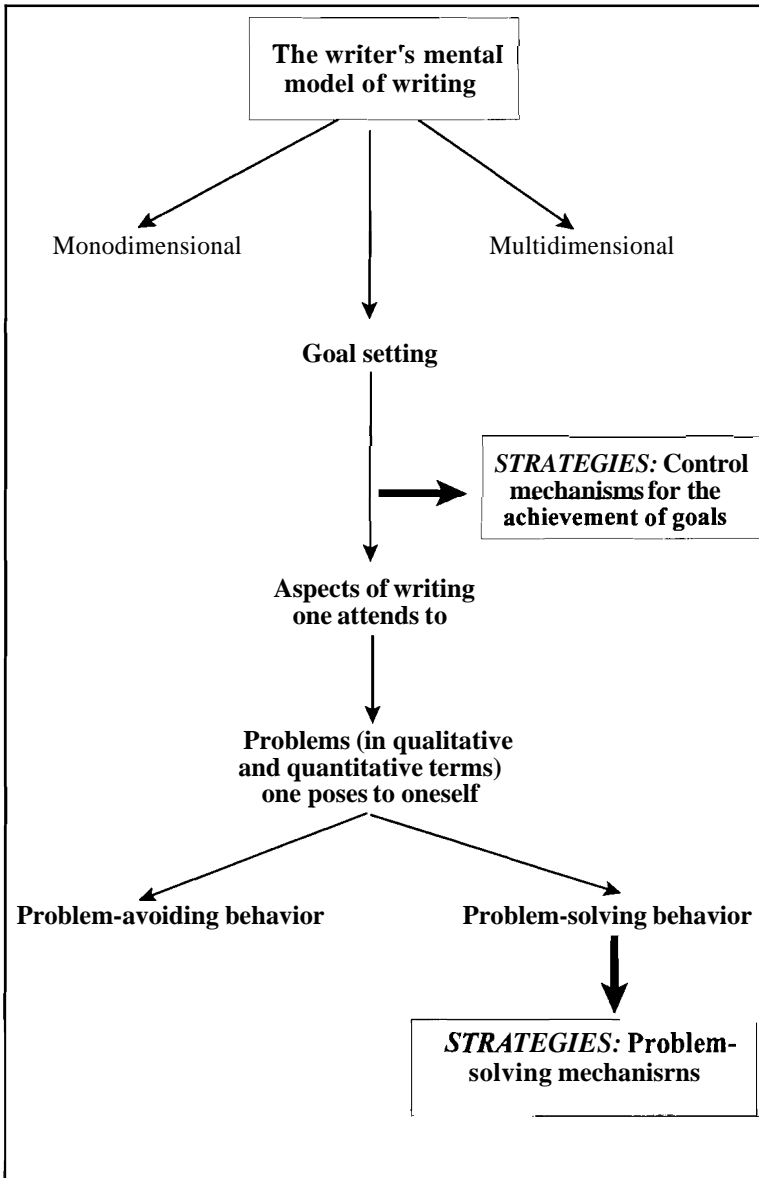 The writer's mental
model of writing
Monodimensional
Multidimensional
Goal setting
STRATEGIES: Control
mechanisms for the
achievement of goals
Aspects of writing
one attends to
Problems (in qualitative
and quantitative terms)
one poses to oneself
Problem-avoiding behavior
Problem-solving behavior
STRATEGIES: Problem-
solving mechanisrns